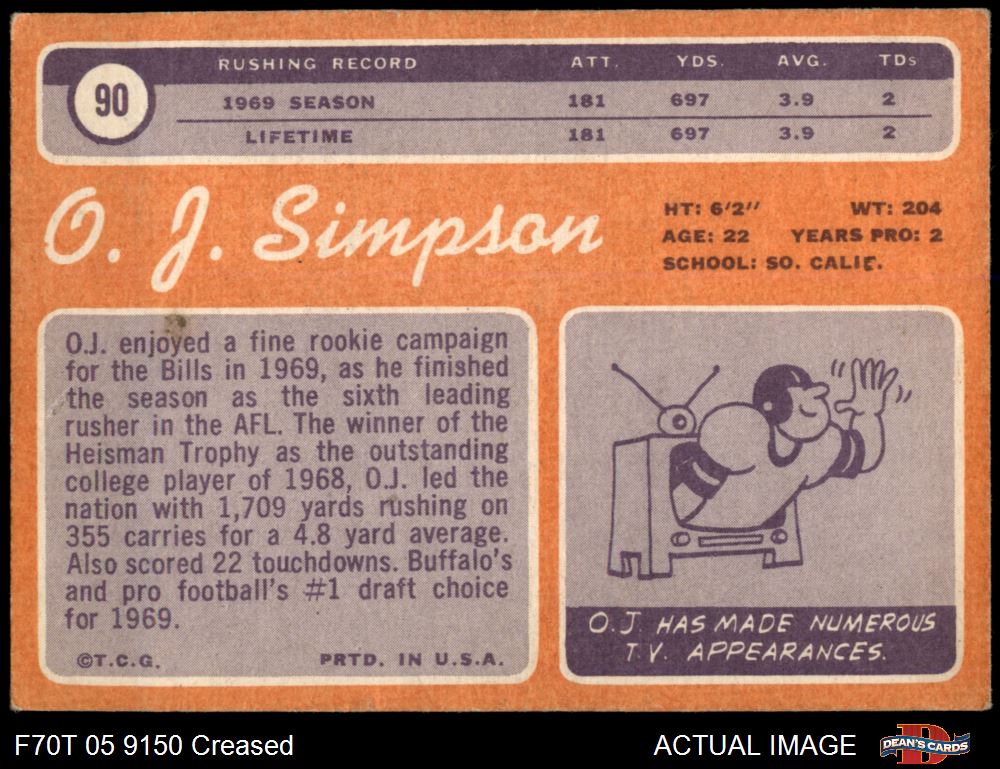 90
RUSHING RECORD ATT. YDS. AVG. TDs
1969 SEASON 181 697 3.9 2
LIFETIME 181 697 3.9 2
O. J. Simpson
HT: 6'2" WT: 204
AGE: 22 YEARS PRO: 2
SCHOOL: SO. CALIF.
O.J. enjoyed a fine rookie campaign
for the Bills in 1969, as he finished
the season as the sixth leading
rusher in the AFL. The winner of the
Heisman Trophy as the outstanding
college player of 1968, O.J. led the
nation with 1,709 yards rushing on
355 carries for a 4.8 yard average.
Also scored 22 touchdowns. Buffalo's
and pro football's #1 draft choice
for 1969.
©T.C.G. PRTD. IN U.S.A.
O.J HAS MADE NUMEROUS
T.V. APPEARANCES.
F70T 05 9150 Creased
ACTUAL IMAGE
DEAN'S CARDS